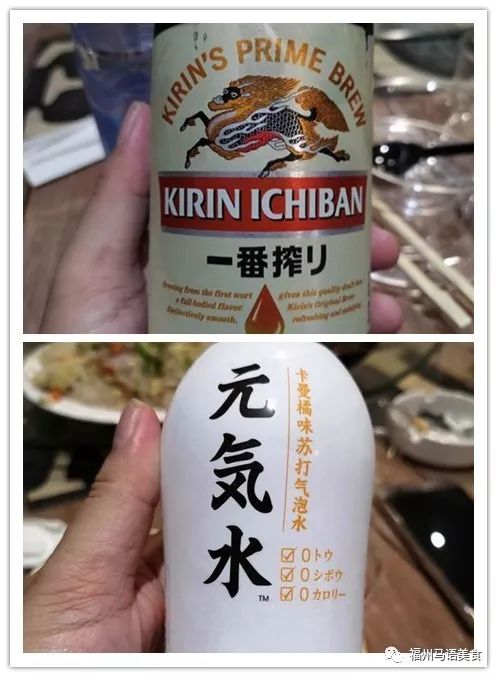 KIRIN'S PRIME BREW
KIRIN ICHIBAN
一番搾り
Brewing from the first wort gives this quality draft beer
a full-bodied flavor. Kirin's Original Brew
Distinctively smooth, refreshing and satisfying
元気水
TM
卡曼橘味苏打气泡水
0トウ
0シボウ
0カロリー
福州马语美食